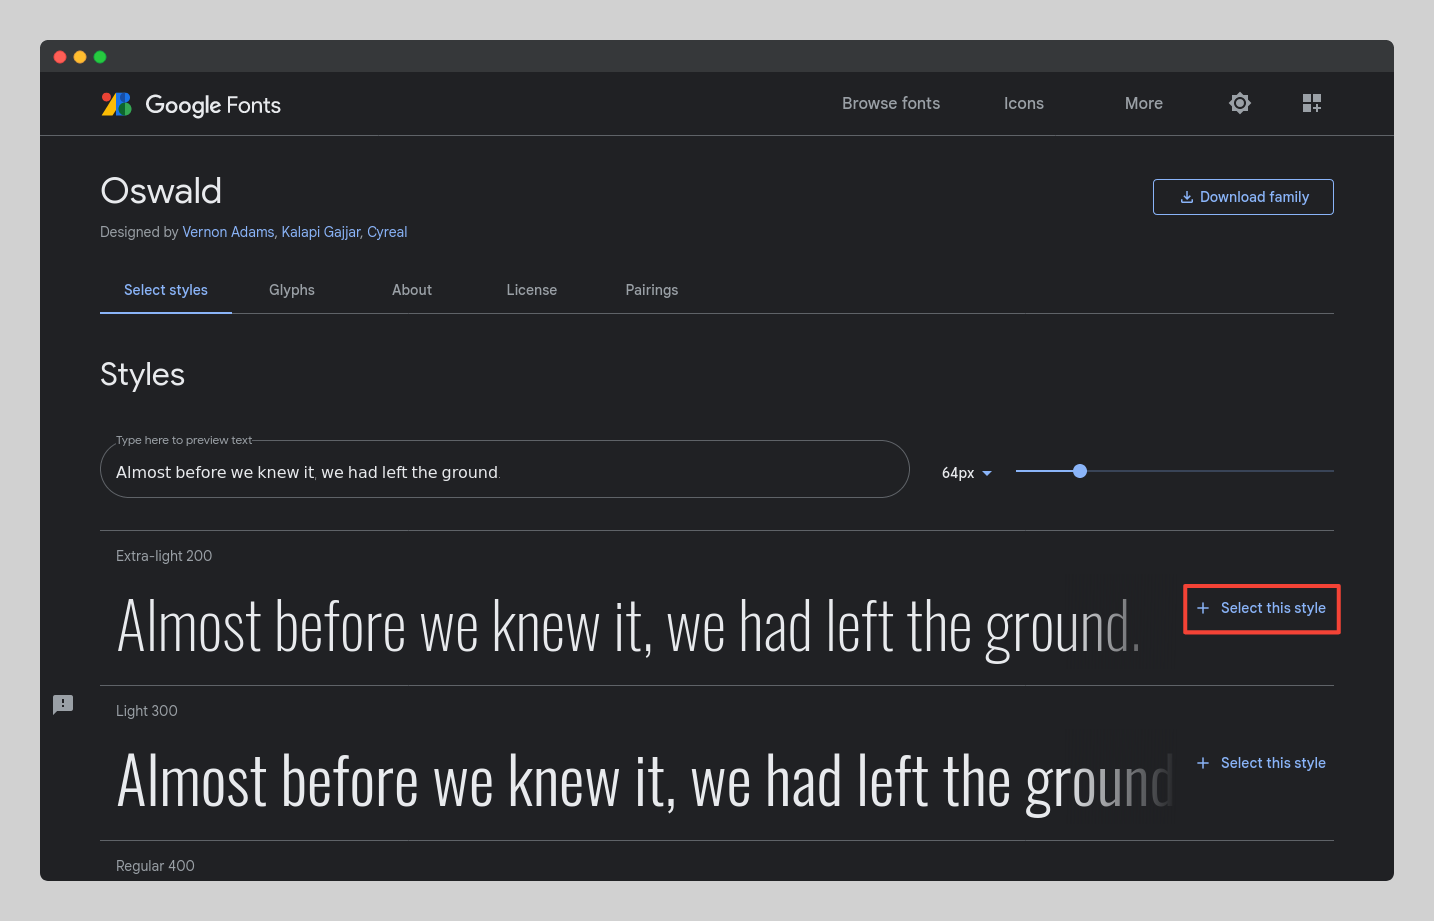 Google Fonts
Browse fonts
Icons
More
Oswald
Download family
Designed by Vernon Adams, Kalapi Gajjar, Cyreal
Select styles
Glyphs
About
License
Pairings
Styles
Type here to preview text
Almost before we knew it, we had left the ground.
64px
Extra-light 200
Almost before we knew it, we had left the ground.
+ Select this style
Light 300
Almost before we knew it, we had left the ground
+ Select this style
Regular 400